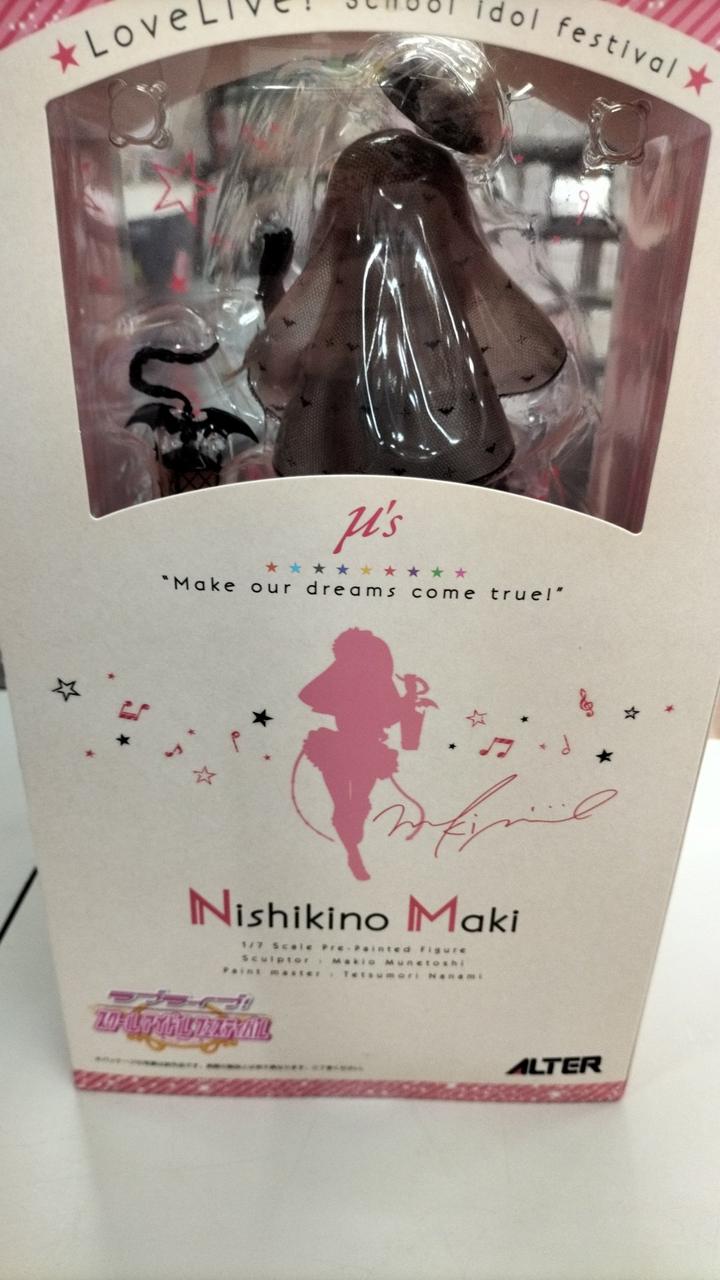 LoveLive! School idol festival
μ's
"Make our dreams come true!"
Nishikino Maki
1/7 Scale Pre-Painted Figure
Sculptor : Makio Munetoshi
Paint master : Tetsumori Nanami
ラブライブ!
スクールアイドルフェスティバル
ALTER